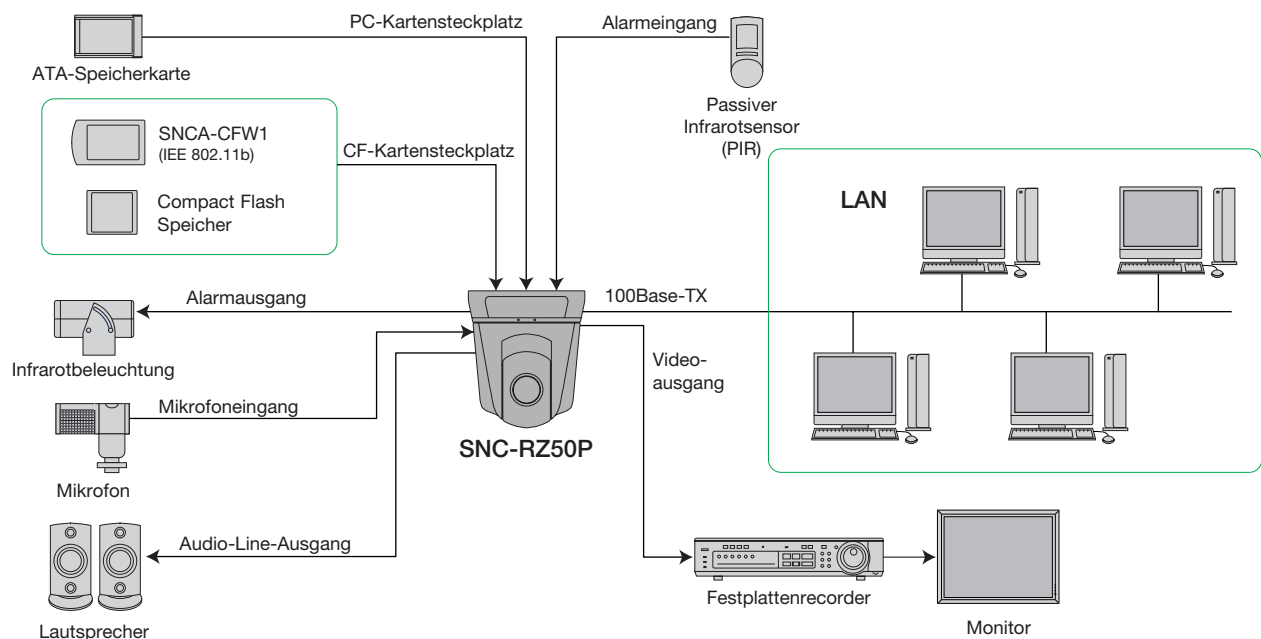 PC-Kartensteckplatz
Alarmeingang
ATA-Speicherkarte
Passiver
Infrarotsensor
(PIR)
SNCA-CFW1
(IEE 802.11b)
CF-Kartensteckplatz
Compact Flash
Speicher
LAN
Alarmausgang
100Base-TX
Infrarotbeleuchtung
Video-
ausgang
Mikrofoneingang
SNC-RZ50P
Mikrofon
Audio-Line-Ausgang
Festplattenrecorder
Lautsprecher
Monitor